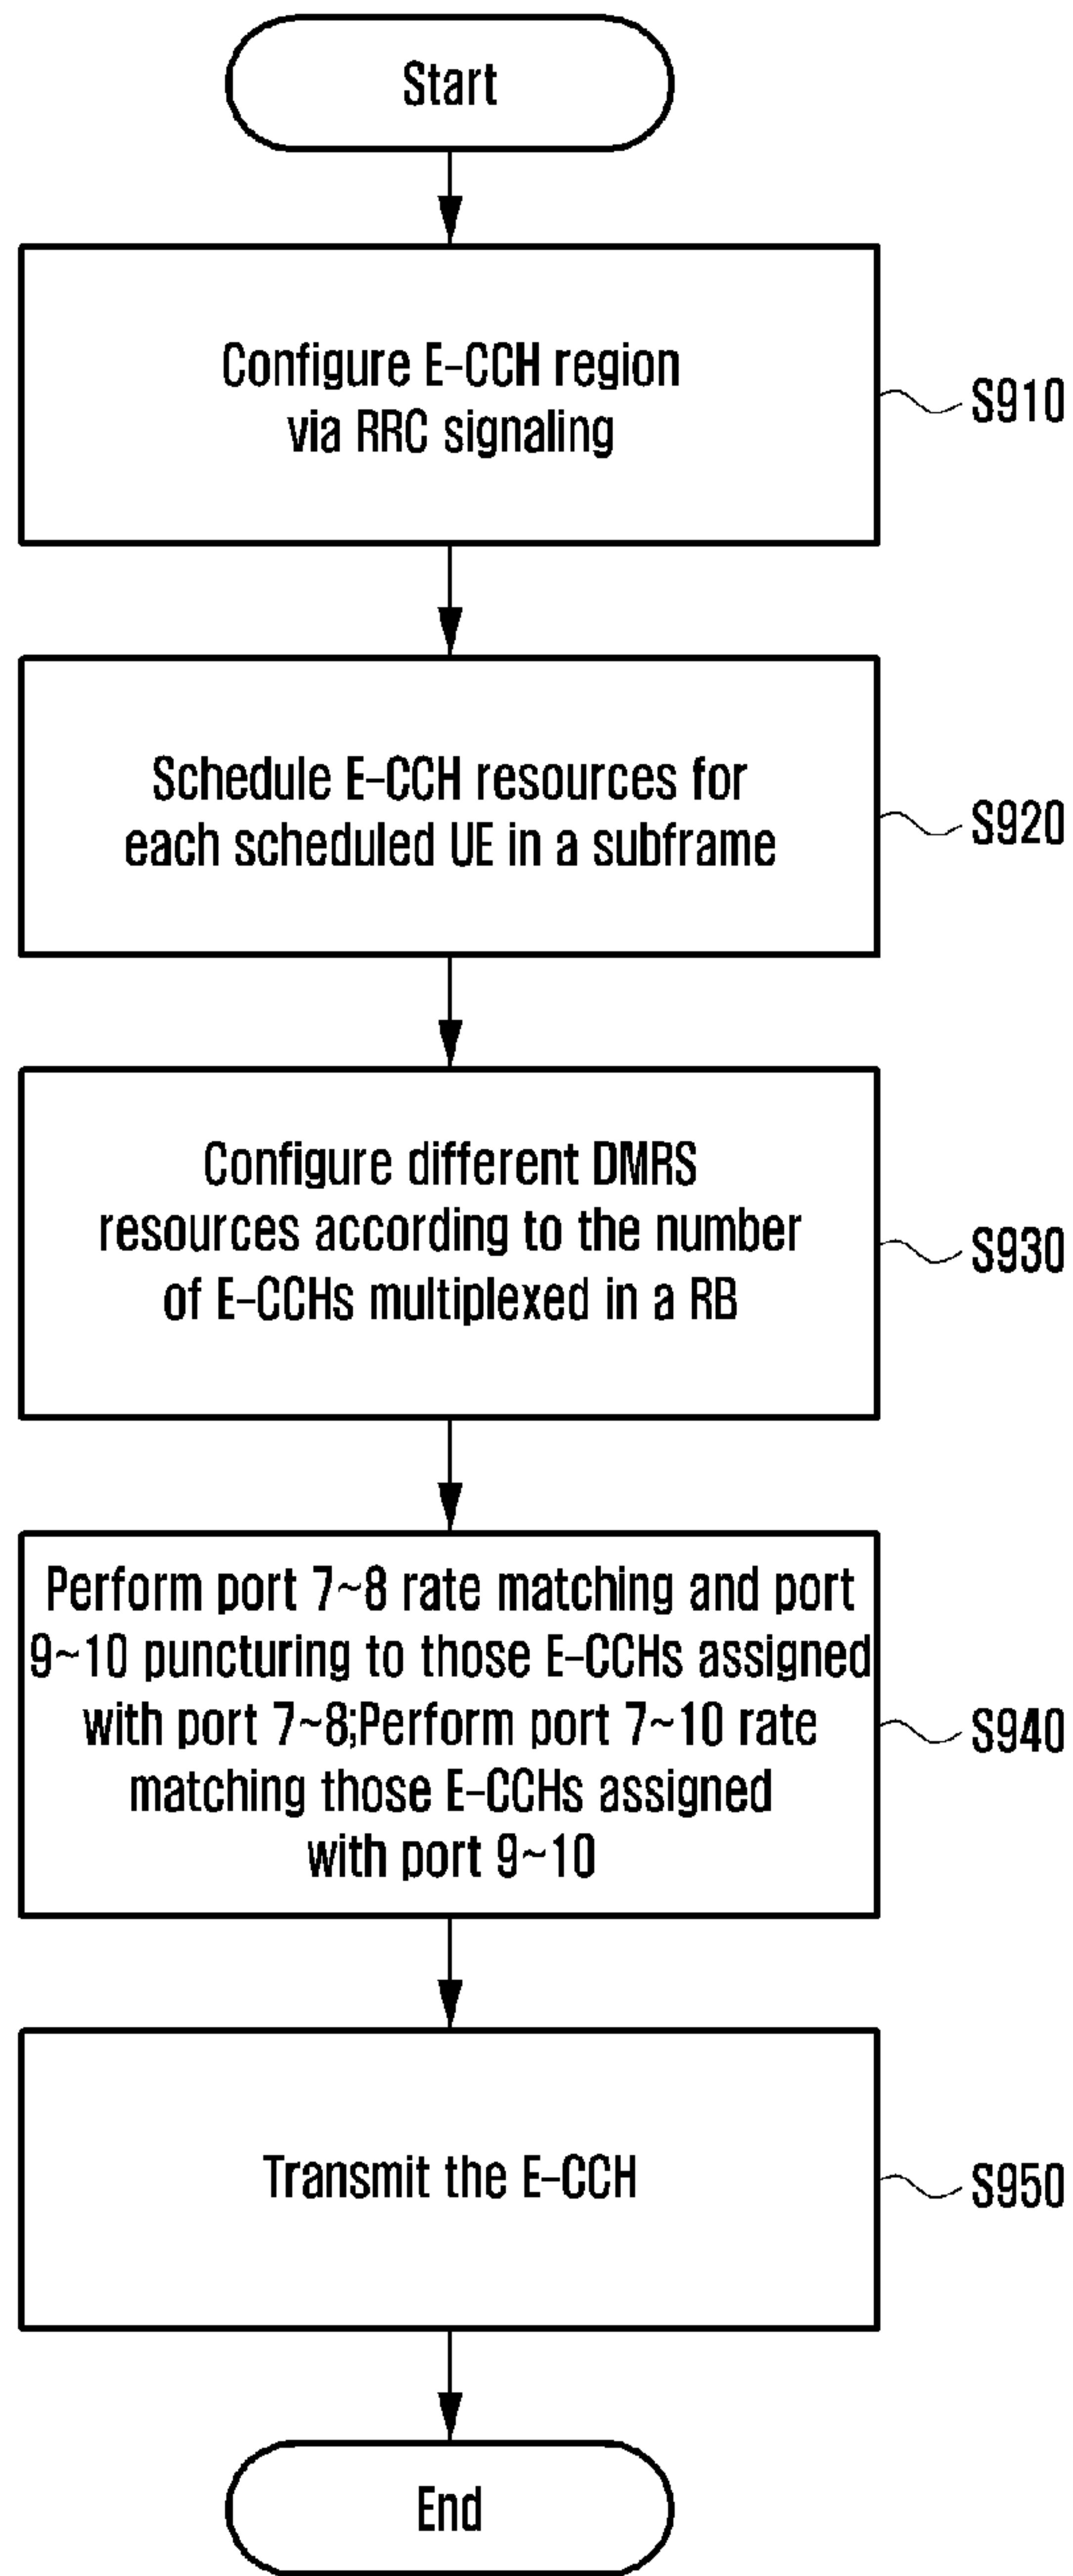 Start
Configure E-CCH region
via RRC signaling
S910
Schedule E-CCH resources for
each scheduled UE in a subframe
S920
Configure different DMRS
resources according to the number
of E-CCHs multiplexed in a RB
S930
Perform port 7~8 rate matching and port
9~10 puncturing to those E-CCHs assigned
with port 7~8;Perform port 7~10 rate
matching those E-CCHs assigned
with port 9~10
S940
Transmit the E-CCH
S950
End